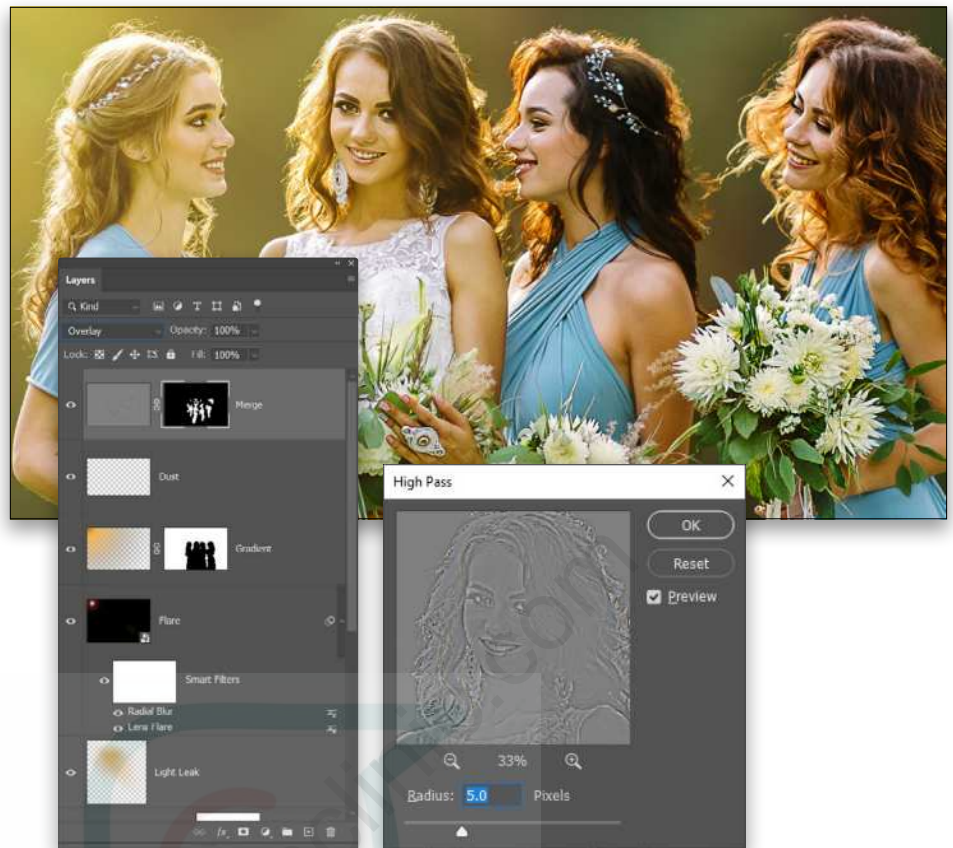 Layers
Kind
Overlay
Opacity: 100%
Lock:
Fill: 100%
Merge
Dust
Gradient
Flare
Smart Filters
Radial Blur
Lens Flare
Light Leak
fx
High Pass
OK
Reset
Preview
33%
Radius: 5.0 Pixels